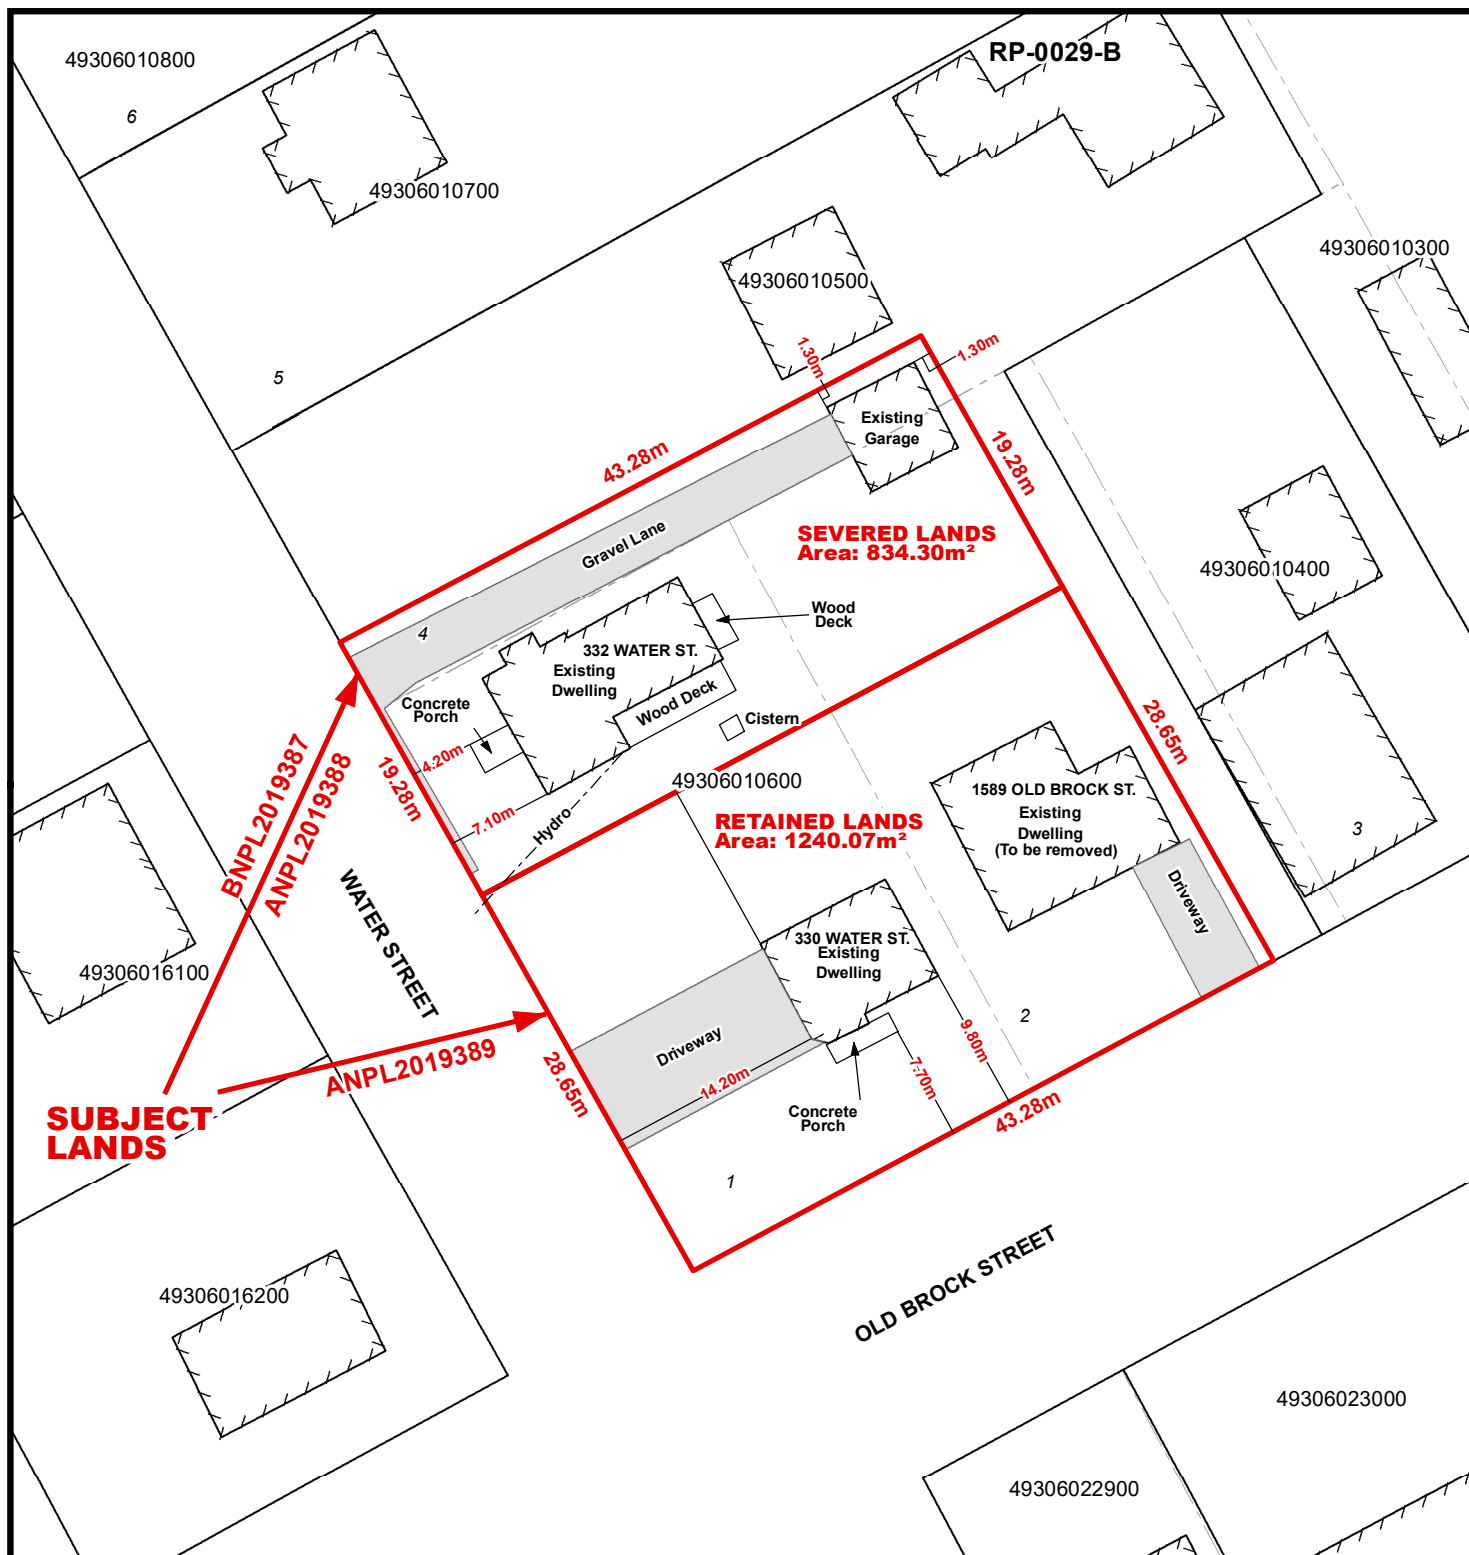 49306010800
6
RP-0029-B
49306010700
49306010500
49306010300
5
1.30m
1.30m
Existing
Garage
43.28m
19.28m
Gravel Lane
SEVERED LANDS
Area: 834.30m²
49306010400
4
Wood
Deck
332 WATER ST.
Existing
Dwelling
Wood Deck
Concrete
Porch
Cistern
4.20m
19.28m
28.65m
BNPL2019387
ANPL2019388
49306010600
7.10m
Hydro
RETAINED LANDS
Area: 1240.07m²
1589 OLD BROCK ST.
Existing
Dwelling
(To be removed)
3
Driveway
WATER STREET
330 WATER ST.
Existing
Dwelling
49306016100
2
Driveway
9.80m
7.70m
14.20m
ANPL2019389
28.65m
43.28m
SUBJECT
LANDS
Concrete
Porch
1
OLD BROCK STREET
49306016200
49306023000
49306022900